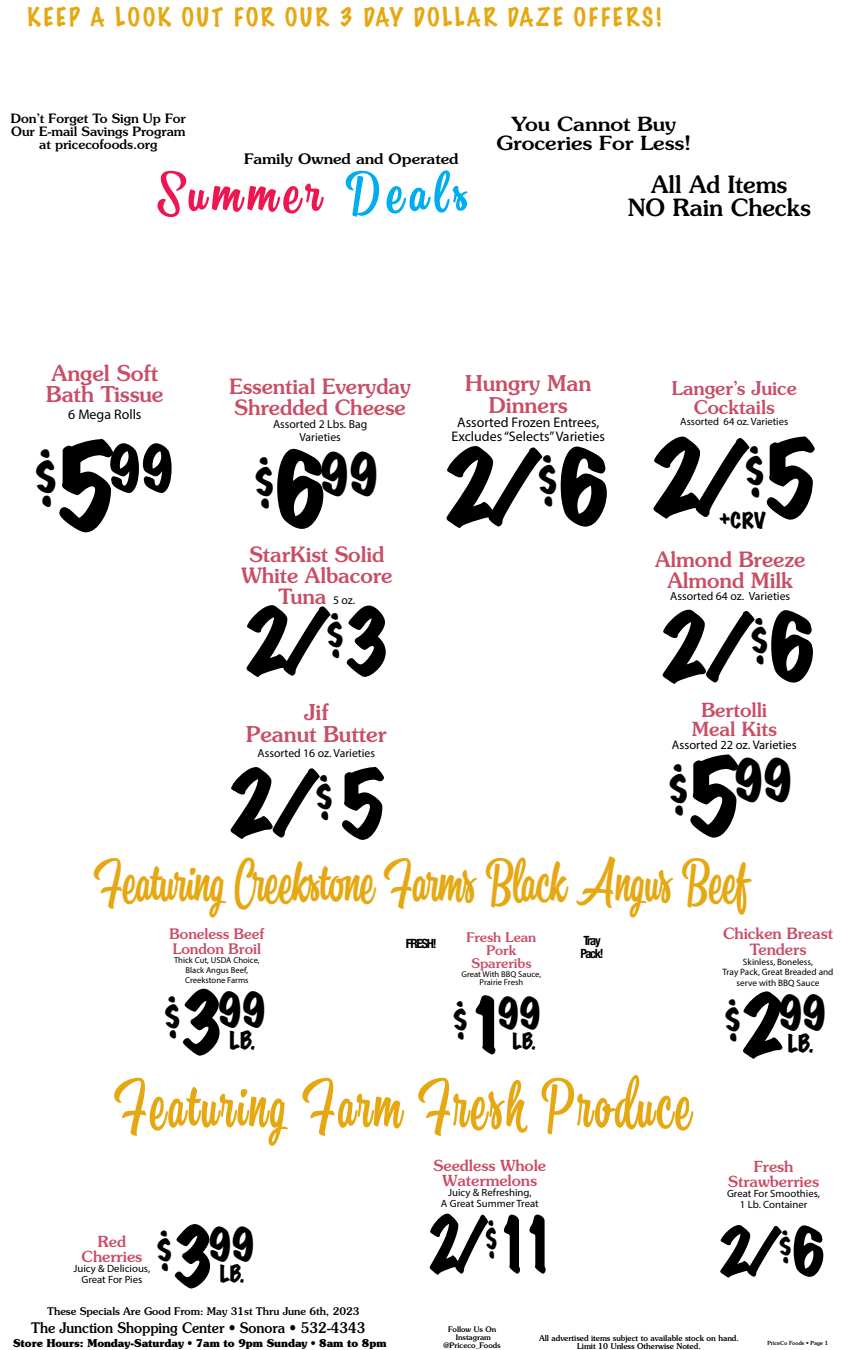 KEEP A LOOK OUT FOR OUR 3 DAY DOLLAR DAZE OFFERS!
Don't Forget To Sign Up For
Our E-mail Savings Program
at pricecofoods.org
You Cannot Buy
Groceries For Less!
Family Owned and Operated
Summer Deals
All Ad Items
NO Rain Checks
Angel Soft
Bath Tissue
6 Mega Rolls
$5.99
Essential Everyday
Shredded Cheese
Assorted 2 Lbs. Bag
Varieties
$6.99
Hungry Man
Dinners
Assorted Frozen Entrees,
Excludes "Selects" Varieties
2/$6
Langer's Juice
Cocktails
Assorted 64 oz. Varieties
2/$5
+CRV
StarKist Solid
White Albacore
Tuna 5 oz.
2/$3
Almond Breeze
Almond Milk
Assorted 64 oz. Varieties
2/$6
Jif
Peanut Butter
Assorted 16 oz. Varieties
2/$5
Bertolli
Meal Kits
Assorted 22 oz. Varieties
$5.99
Featuring Creekstone Farms Black Angus Beef
Boneless Beef
London Broil
Thick Cut, USDA Choice,
Black Angus Beef,
Creekstone Farms
$3.99
LB.
FRESH!
Fresh Lean
Pork
Spareribs
Great With BBQ Sauce,
Prairie Fresh
$1.99
LB.
Tray
Pack!
Chicken Breast
Tenders
Skinless, Boneless,
Tray Pack, Great Breaded and
serve with BBQ Sauce
$2.99
LB.
Featuring Farm Fresh Produce
Red
Cherries
Juicy & Delicious,
Great For Pies
$3.99
LB.
Seedless Whole
Watermelons
Juicy & Refreshing,
A Great Summer Treat
2/$11
Fresh
Strawberries
Great For Smoothies,
1 Lb. Container
2/$6
These Specials Are Good From: May 31st Thru June 6th, 2023
The Junction Shopping Center • Sonora • 532-4343
Store Hours: Monday-Saturday • 7am to 9pm Sunday • 8am to 8pm
Follow Us On
Instagram
@Priceco_Foods
All advertised items subject to available stock on hand.
Limit 10 Unless Otherwise Noted.
PriceCo Foods • Page 1